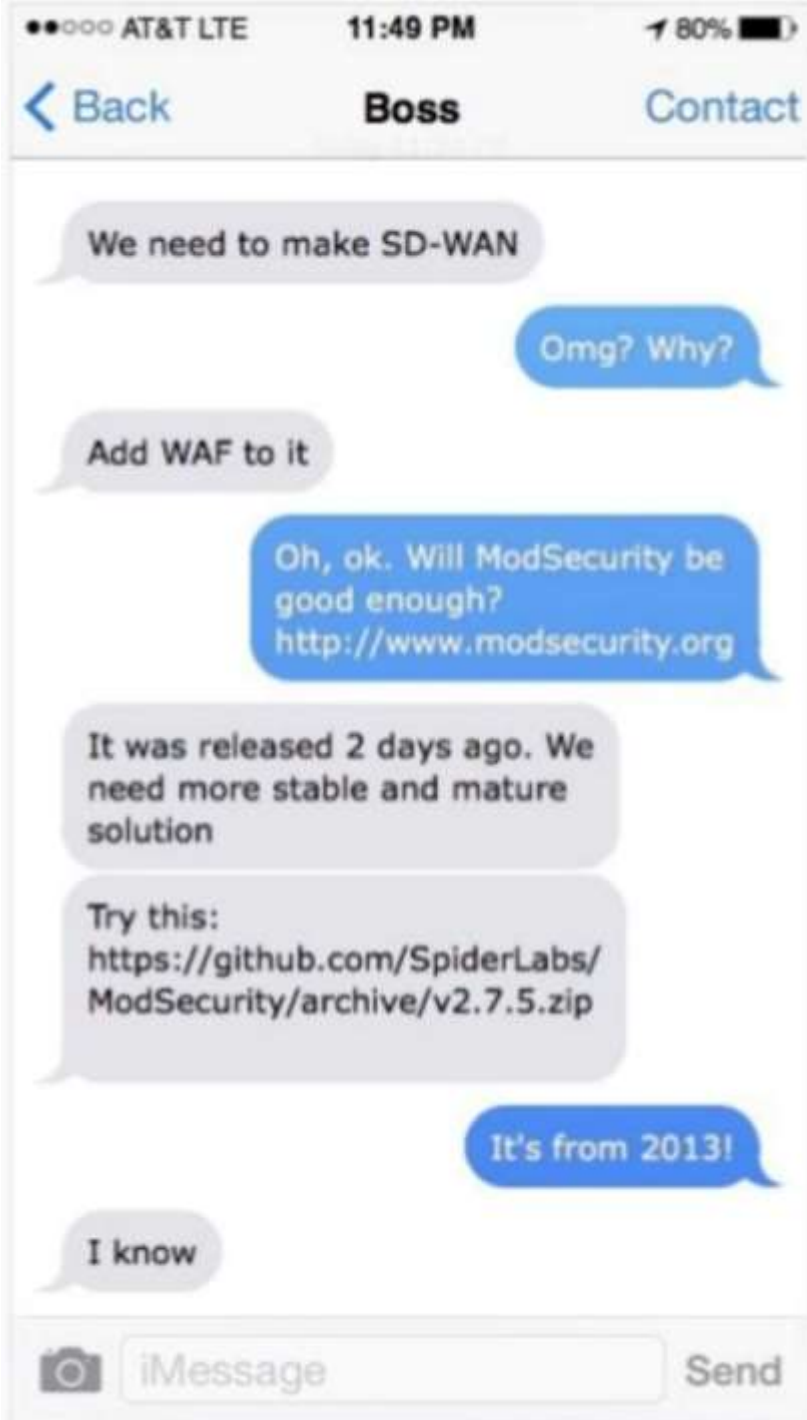 AT&T LTE 11:49 PM 80%
Back Boss Contact
We need to make SD-WAN
Omg? Why?
Add WAF to it
Oh, ok. Will ModSecurity be
good enough?
http://www.modsecurity.org
It was released 2 days ago. We
need more stable and mature
solution
Try this:
https://github.com/SpiderLabs/
ModSecurity/archive/v2.7.5.zip
It's from 2013!
I know
iMessage Send